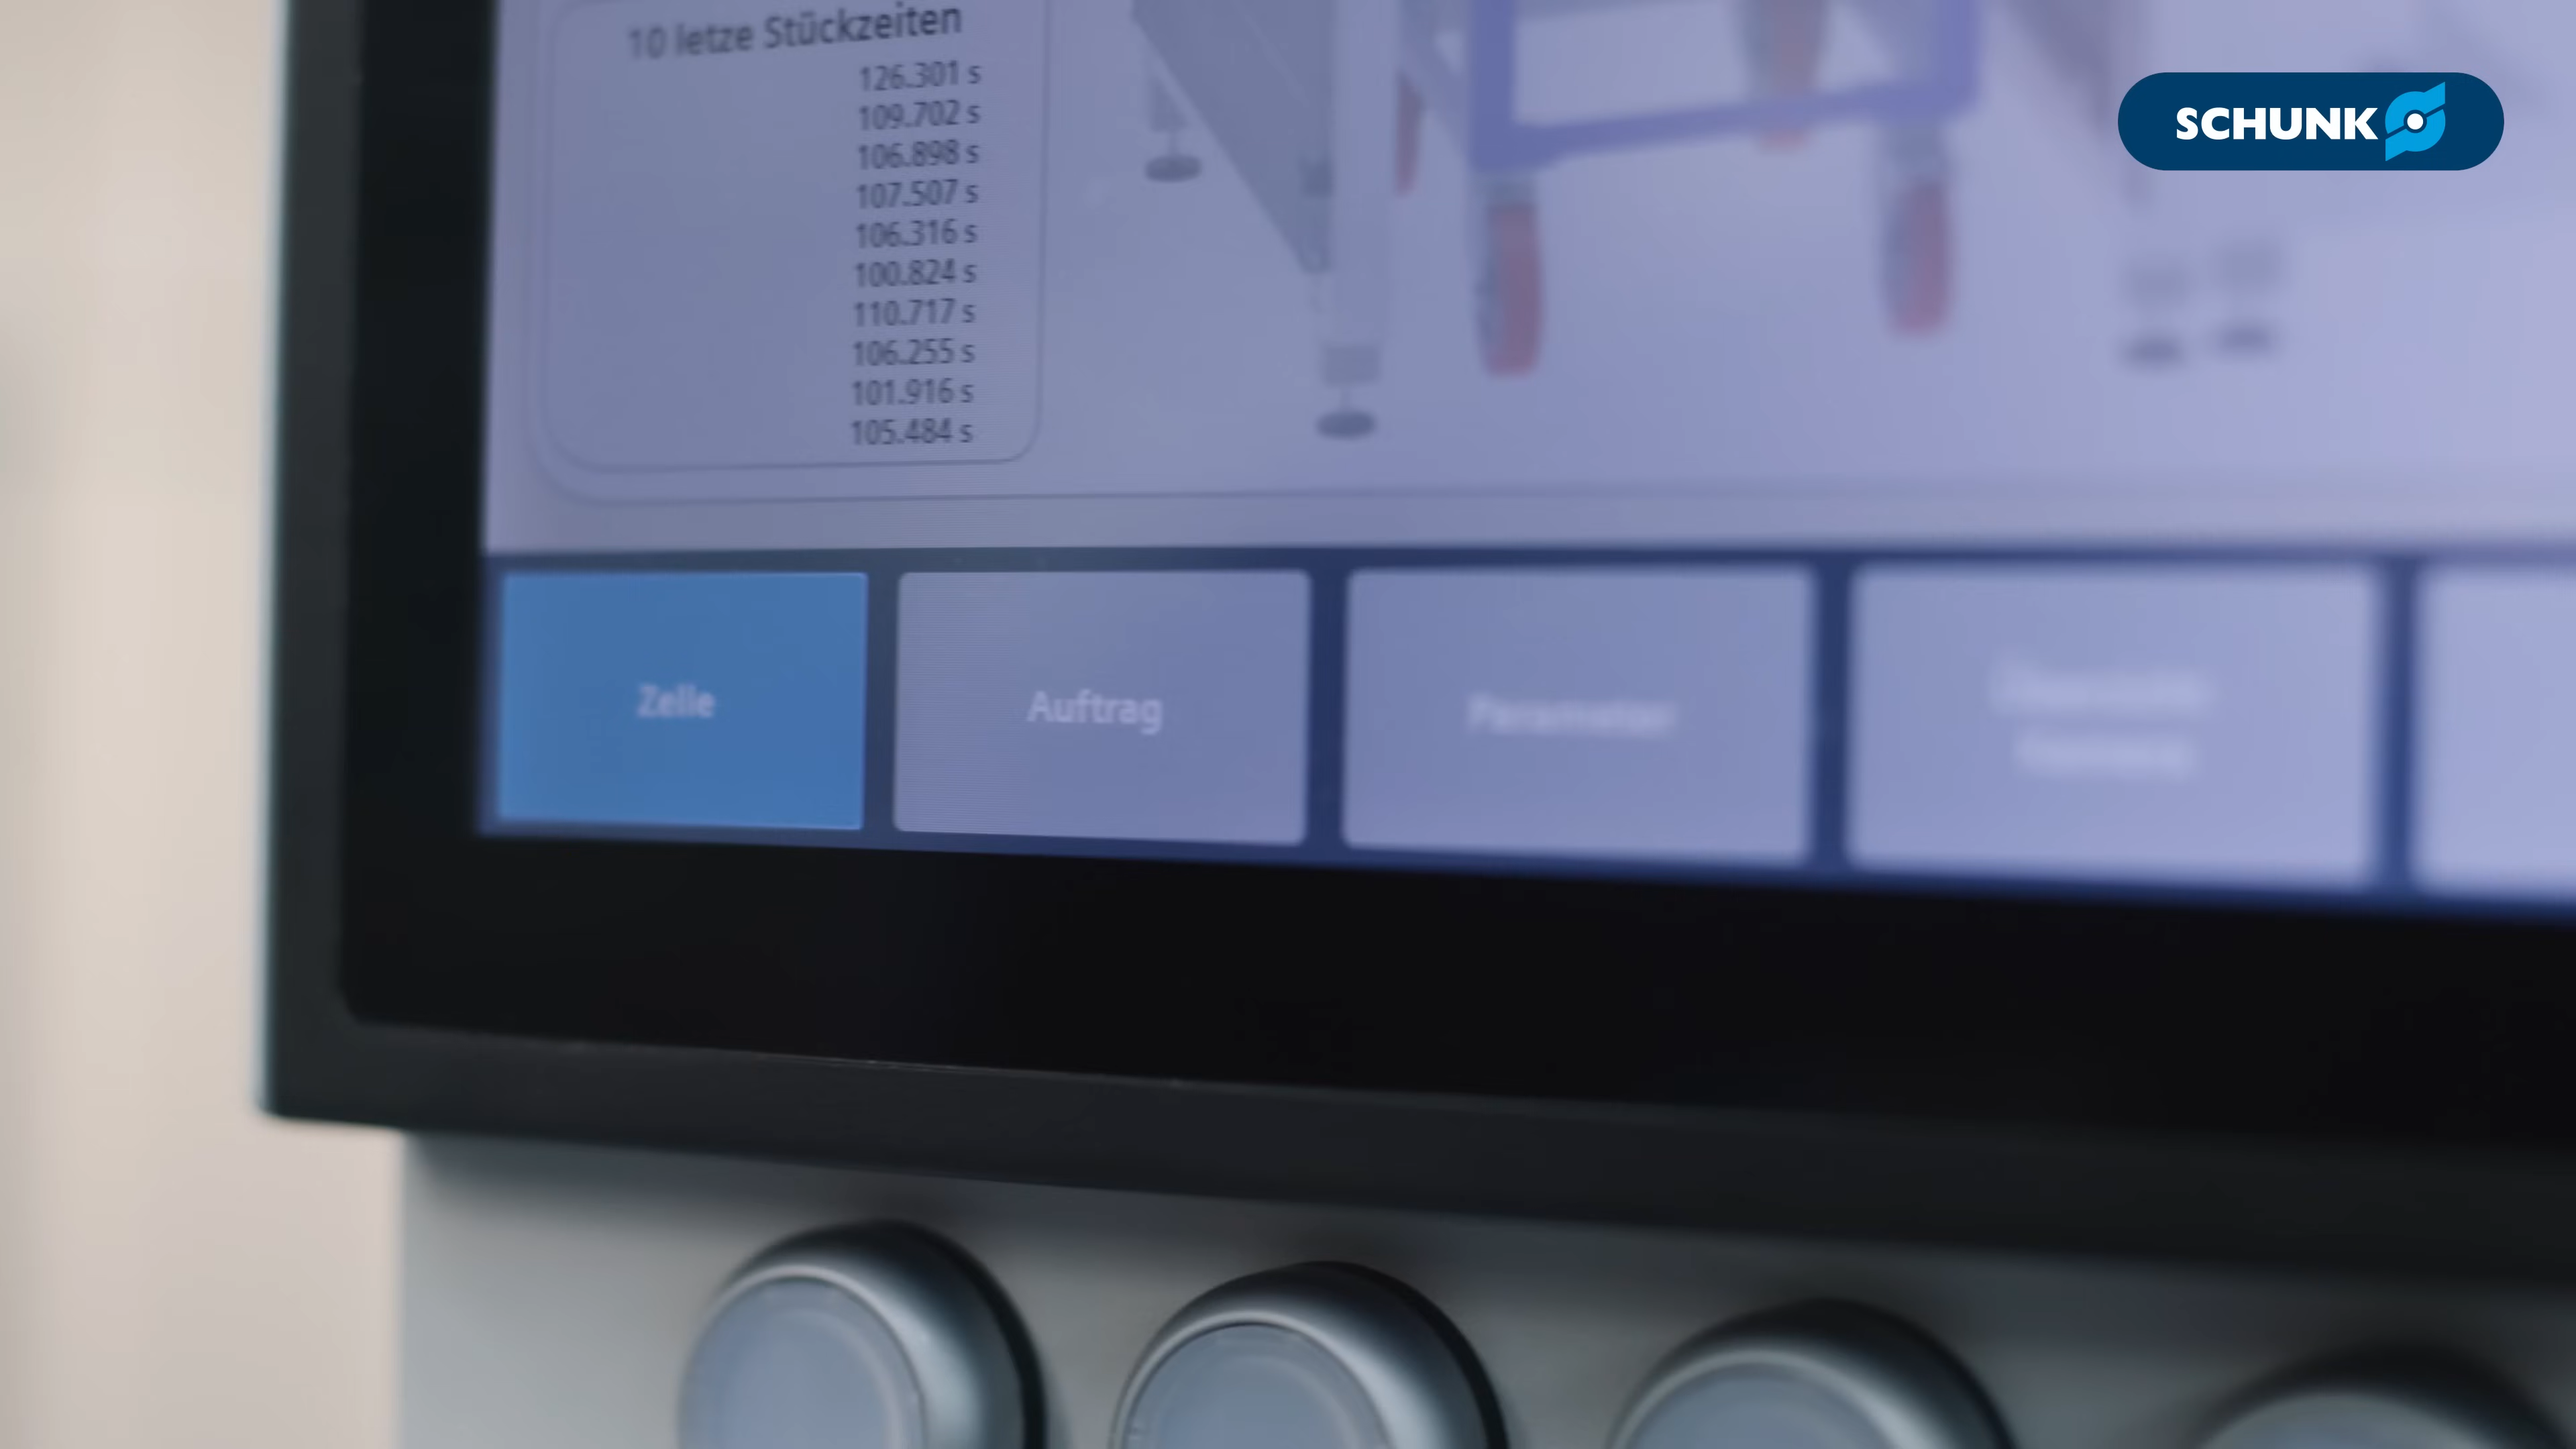 10 letze Stückzeiten
126.301 s
109.702 s
106.898 s
107.507 s
106.316 s
100.824 s
110.717 s
106.255 s
101.916 s
105.484 s
SCHUNK
Zelle
Auftrag
Parameter